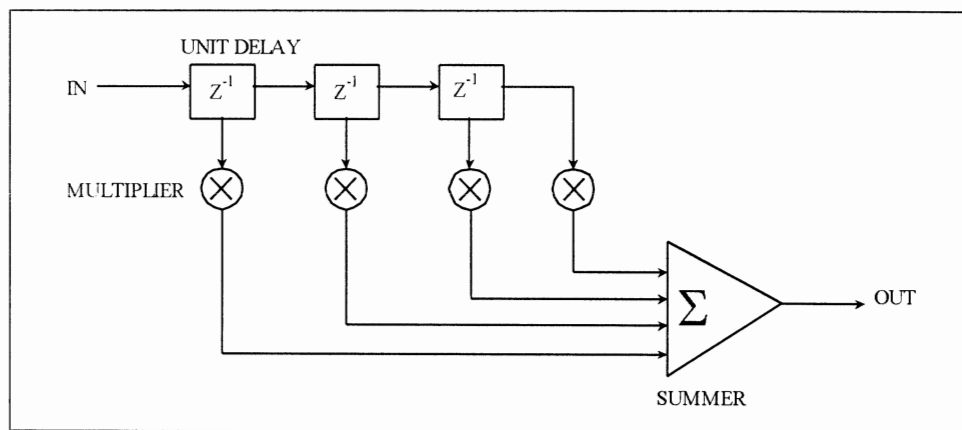 UNIT DELAY
IN
Z⁻¹
Z⁻¹
Z⁻¹
MULTIPLIER
Σ
OUT
SUMMER